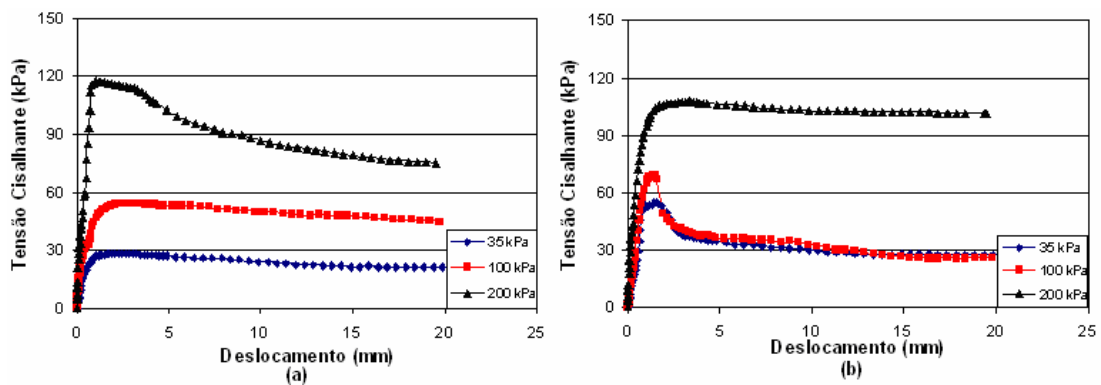 Tensão Cisalhante (kPa)
150
120
90
60
30
0
0 5 10 15 20 25
Deslocamento (mm)
(a)
35 kPa
100 kPa
200 kPa
Tensão Cisalhante (kPa)
150
120
90
60
30
0
0 5 10 15 20 25
Deslocamento (mm)
(b)
35 kPa
100 kPa
200 kPa